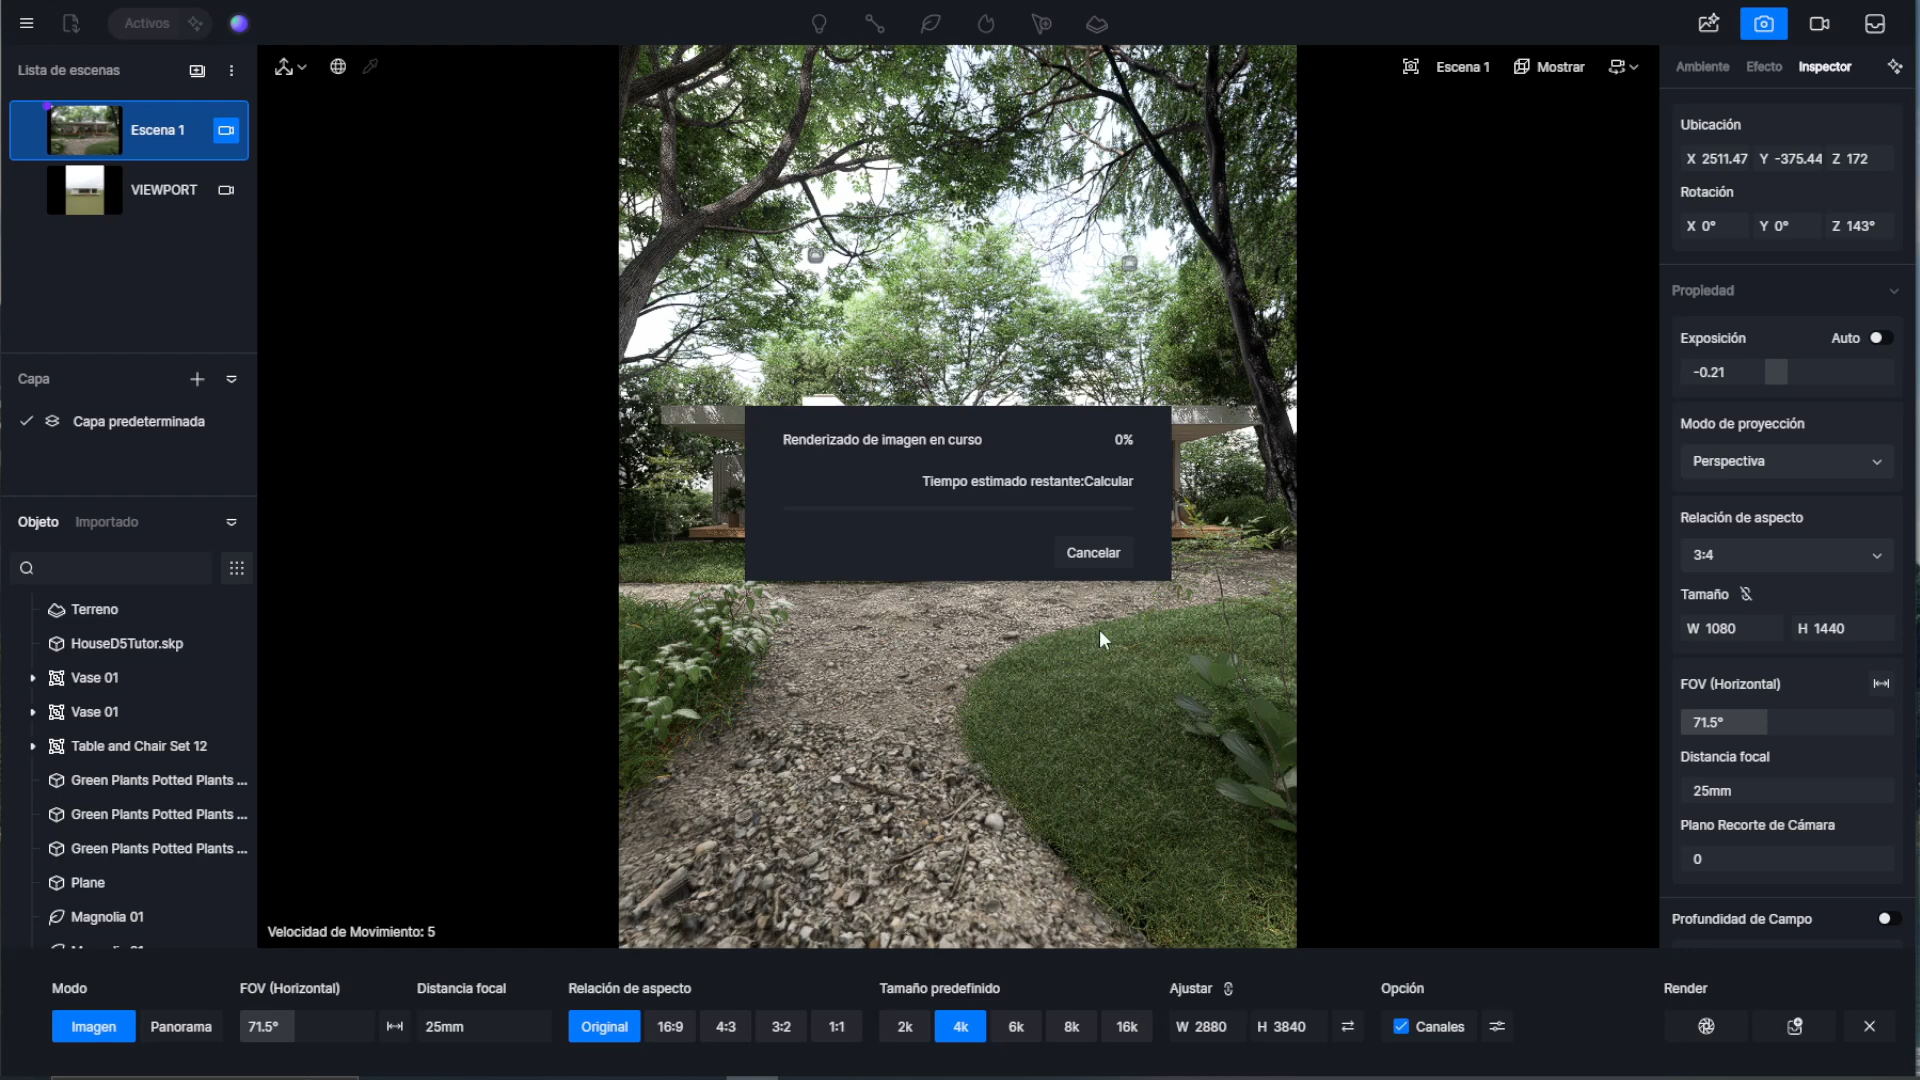 Activos
Lista de escenas
Escena 1
VIEWPORT
Capa
Capa predeterminada
Objeto Importado
Terreno
HouseD5Tutor.skp
Vase 01
Vase 01
Table and Chair Set 12
Green Plants Potted Plants ...
Green Plants Potted Plants ...
Green Plants Potted Plants ...
Plane
Magnolia 01
Escena 1 Mostrar
Renderizado de imagen en curso 0%
Tiempo estimado restante:Calcular
Cancelar
Velocidad de Movimiento: 5
Ambiente Efecto Inspector
Ubicación
X 2511.47 Y -375.44 Z 172
Rotación
X 0° Y 0° Z 143°
Propiedad
Exposición Auto
-0.21
Modo de proyección
Perspectiva
Relación de aspecto
3:4
Tamaño
W 1080 H 1440
FOV (Horizontal)
71.5°
Distancia focal
25mm
Plano Recorte de Cámara
0
Profundidad de Campo
Modo FOV (Horizontal) Distancia focal Relación de aspecto Tamaño predefinido Ajustar Opción Render
Imagen Panorama 71.5° 25mm Original 16:9 4:3 3:2 1:1 2k 4k 6k 8k 16k W 2880 H 3840 Canales